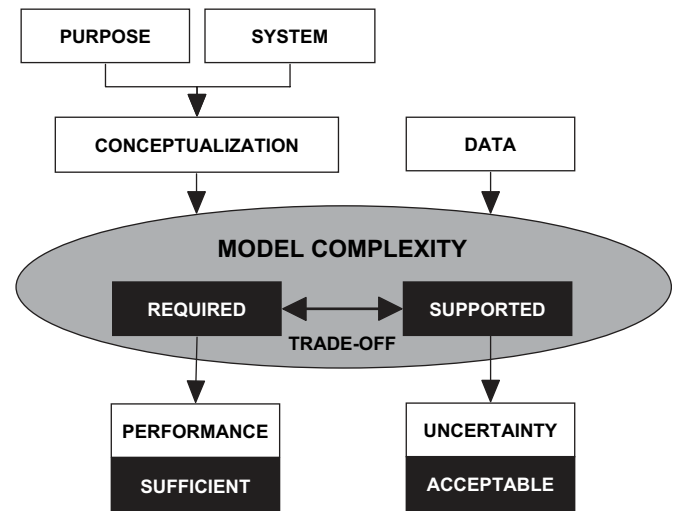 PURPOSE
SYSTEM
CONCEPTUALIZATION
DATA
MODEL COMPLEXITY
REQUIRED
SUPPORTED
TRADE-OFF
PERFORMANCE
UNCERTAINTY
SUFFICIENT
ACCEPTABLE